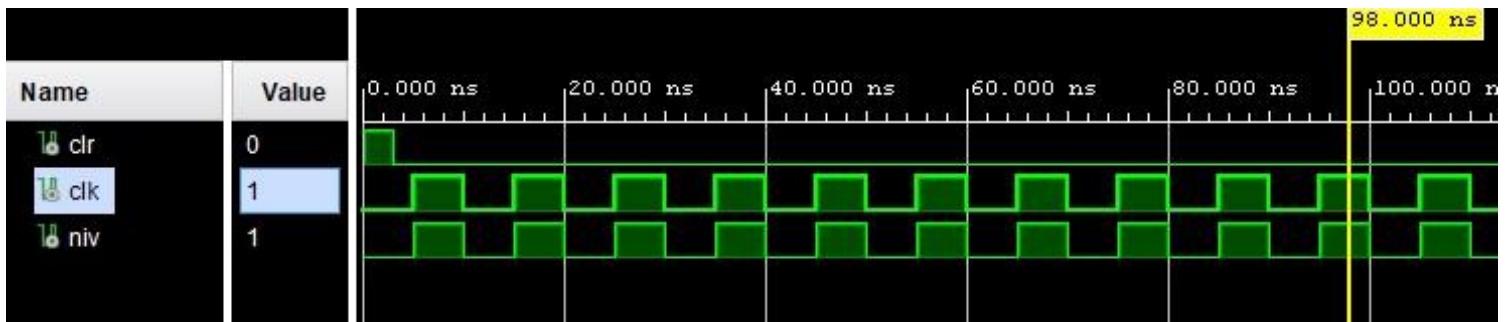 98.000 ns
Name Value 0.000 ns 20.000 ns 40.000 ns 60.000 ns 80.000 ns 100.000 n
clr 0
clk 1
niv 1